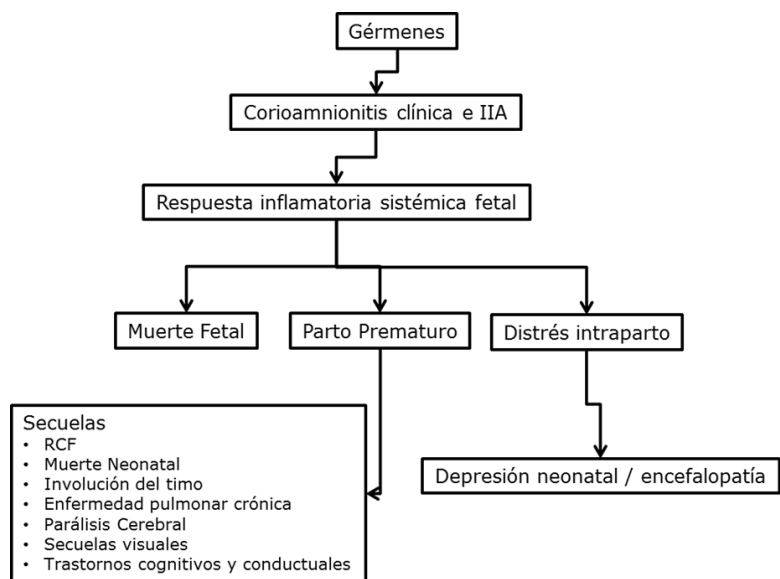 Gérmenes
Corioamnionitis clínica e IIA
Respuesta inflamatoria sistémica fetal
Muerte Fetal
Parto Prematuro
Distrés intraparto
Secuelas
• RCF
• Muerte Neonatal
• Involución del timo
• Enfermedad pulmonar crónica
• Parálisis Cerebral
• Secuelas visuales
• Trastornos cognitivos y conductuales
Depresión neonatal / encefalopatía